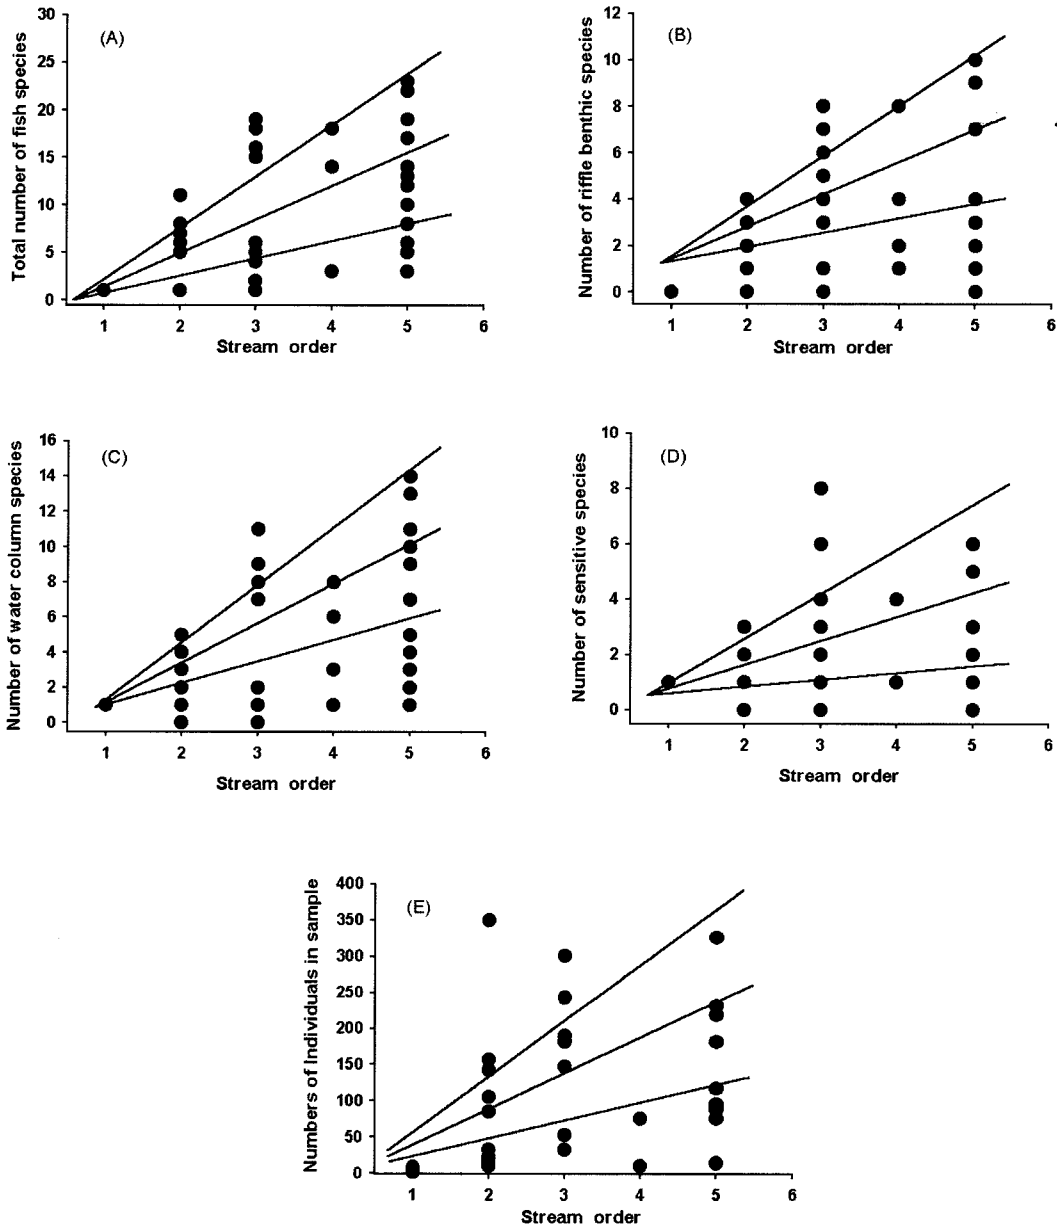 (A)
Total number of fish species
30
25
20
15
10
5
0
1 2 3 4 5 6
Stream order
(B)
Number of riffle benthic species
12
10
8
6
4
2
0
1 2 3 4 5 6
Stream order
(C)
Number of water column species
16
14
12
10
8
6
4
2
0
1 2 3 4 5 6
Stream order
(D)
Number of sensitive species
10
8
6
4
2
0
1 2 3 4 5 6
Stream order
(E)
Numbers of Individuals in sample
400
350
300
250
200
150
100
50
0
1 2 3 4 5 6
Stream order